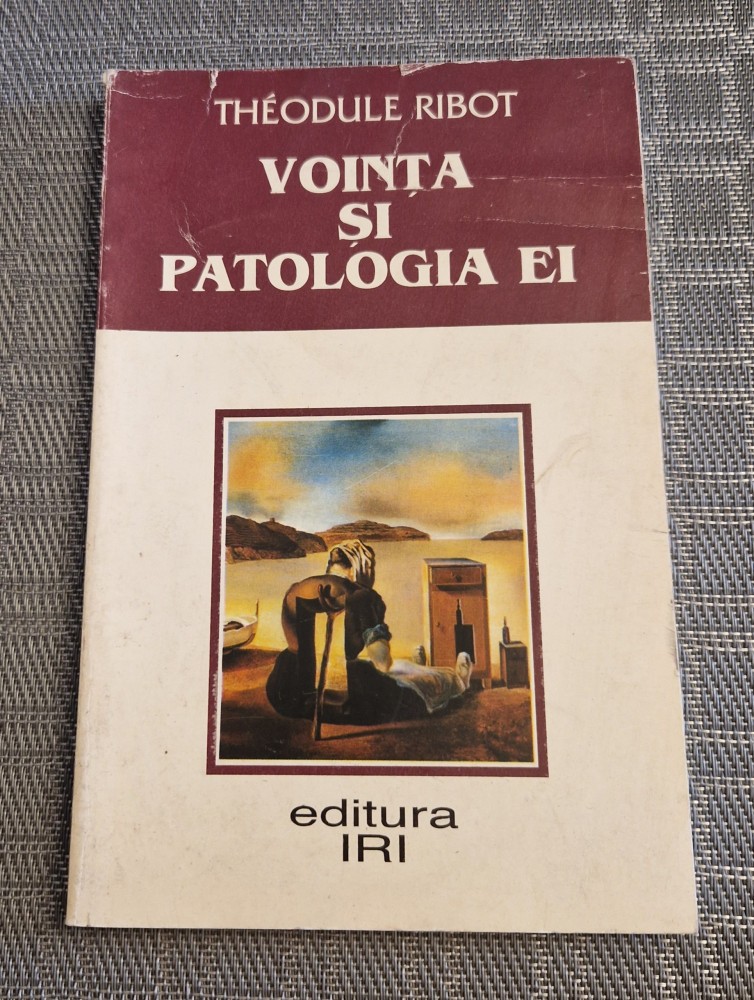 THÉODULE RIBOT
VOINȚA
ȘI
PATOLOGIA EI
editura
IRI